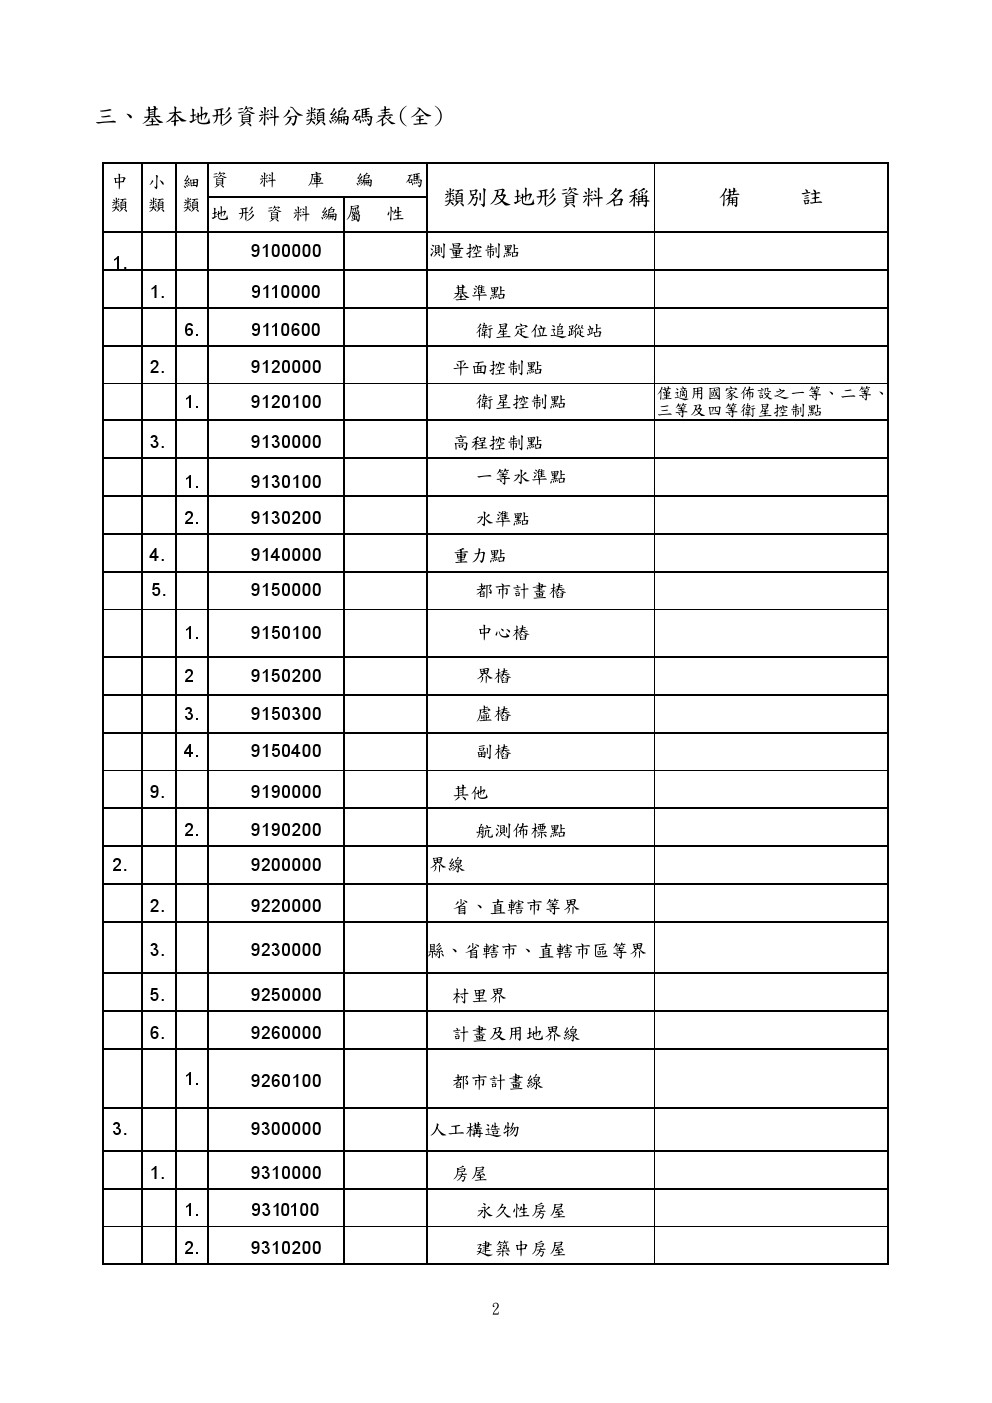 三、基本地形資料分類編碼表(全)
中類 小類 細類 資料庫編碼 類別及地形資料名稱 備註
地形資料編 屬性
1. 9100000 測量控制點
1. 9110000 基準點
6. 9110600 衛星定位追蹤站
2. 9120000 平面控制點
1. 9120100 衛星控制點 僅適用國家佈設之一等、二等、
三等及四等衛星控制點
3. 9130000 高程控制點
1. 9130100 一等水準點
2. 9130200 水準點
4. 9140000 重力點
5. 9150000 都市計畫樁
1. 9150100 中心樁
2 9150200 界樁
3. 9150300 虛樁
4. 9150400 副樁
9. 9190000 其他
2. 9190200 航測佈標點
2. 9200000 界線
2. 9220000 省、直轄市等界
3. 9230000 縣、省轄市、直轄市區等界
5. 9250000 村里界
6. 9260000 計畫及用地界線
1. 9260100 都市計畫線
3. 9300000 人工構造物
1. 9310000 房屋
1. 9310100 永久性房屋
2. 9310200 建築中房屋
2